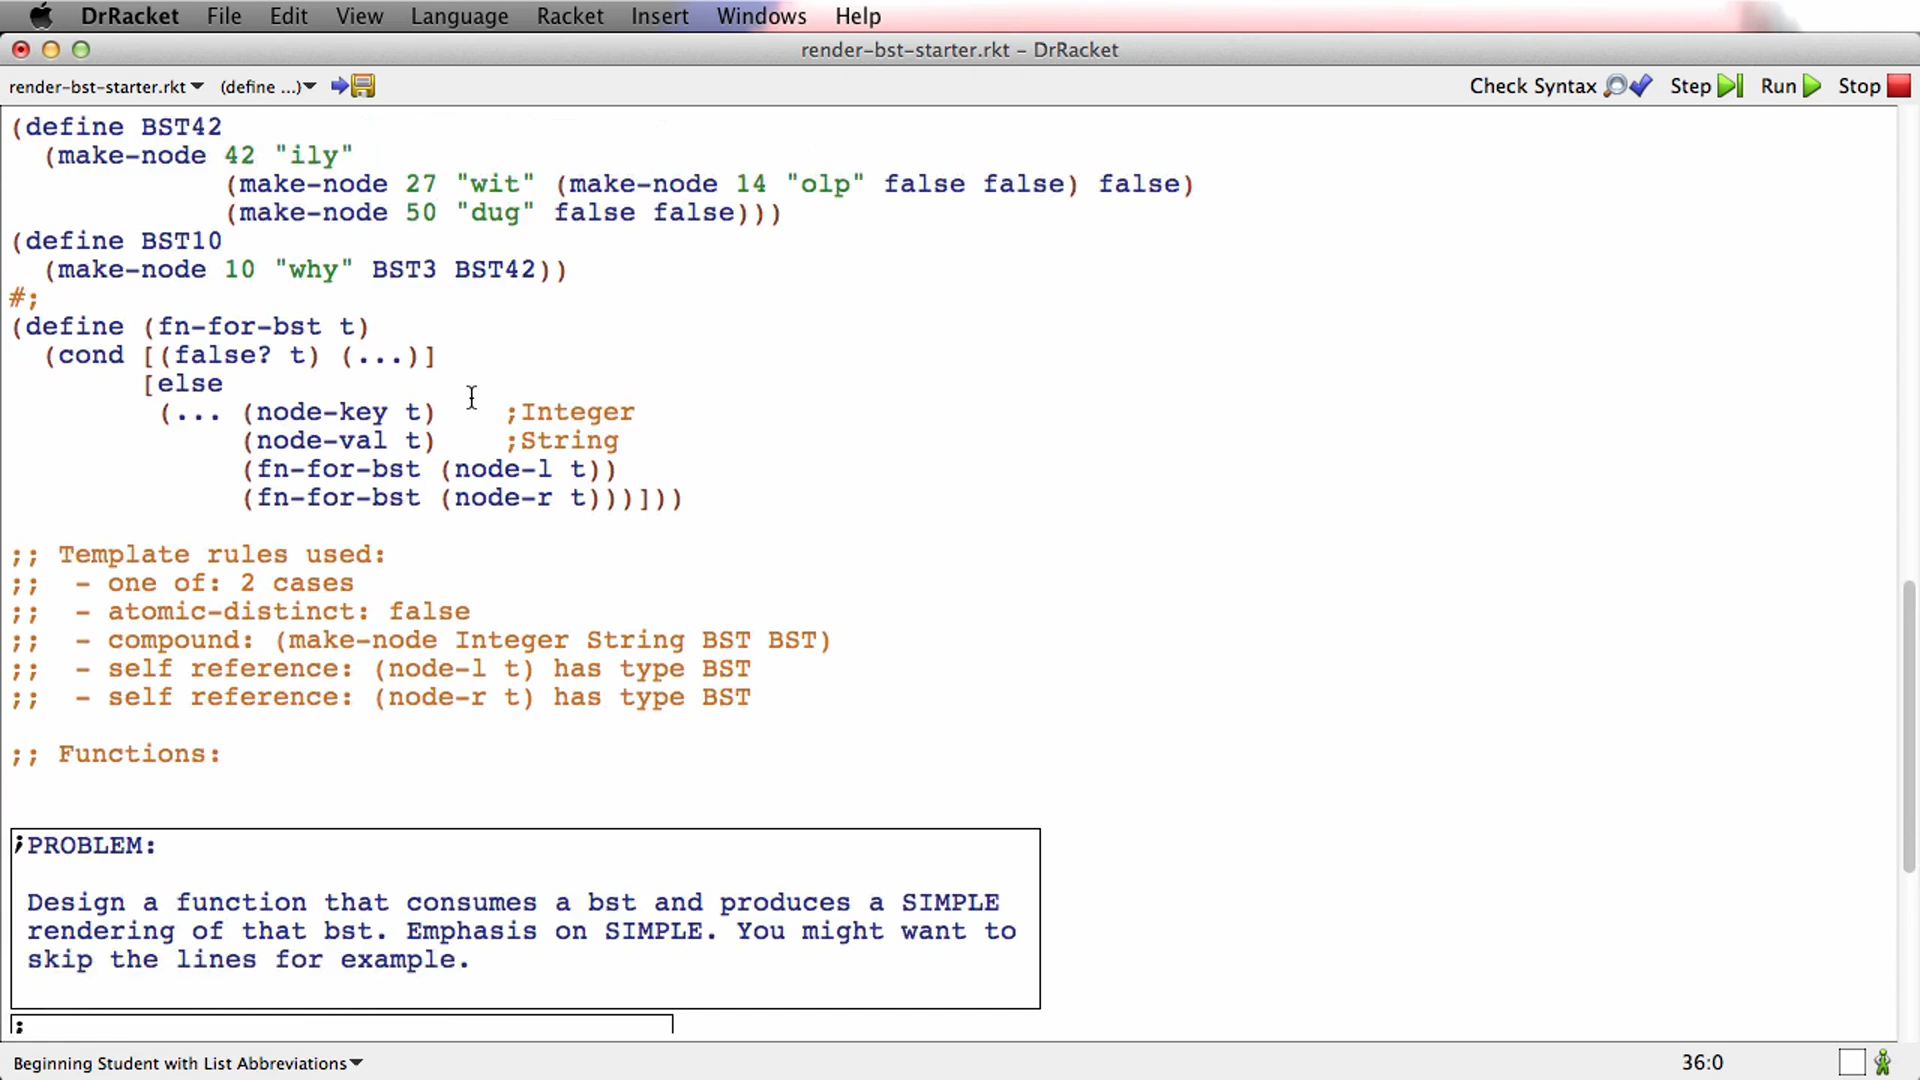 DrRacket File Edit View Language Racket Insert Windows Help
render-bst-starter.rkt – DrRacket
render-bst-starter.rkt (define ...) Check Syntax Step Run Stop
(define BST42
  (make-node 42 "ily"
             (make-node 27 "wit" (make-node 14 "olp" false false) false)
             (make-node 50 "dug" false false)))
(define BST10
  (make-node 10 "why" BST3 BST42))
#;
(define (fn-for-bst t)
  (cond [(false? t) (...)]
        [else
         (... (node-key t)    ;Integer
              (node-val t)    ;String
              (fn-for-bst (node-l t))
              (fn-for-bst (node-r t)))]))
;; Template rules used:
;;  - one of: 2 cases
;;  - atomic-distinct: false
;;  - compound: (make-node Integer String BST BST)
;;  - self reference: (node-l t) has type BST
;;  - self reference: (node-r t) has type BST
;; Functions:
;PROBLEM:
Design a function that consumes a bst and produces a SIMPLE
rendering of that bst. Emphasis on SIMPLE. You might want to
skip the lines for example.
;
Beginning Student with List Abbreviations 36:0